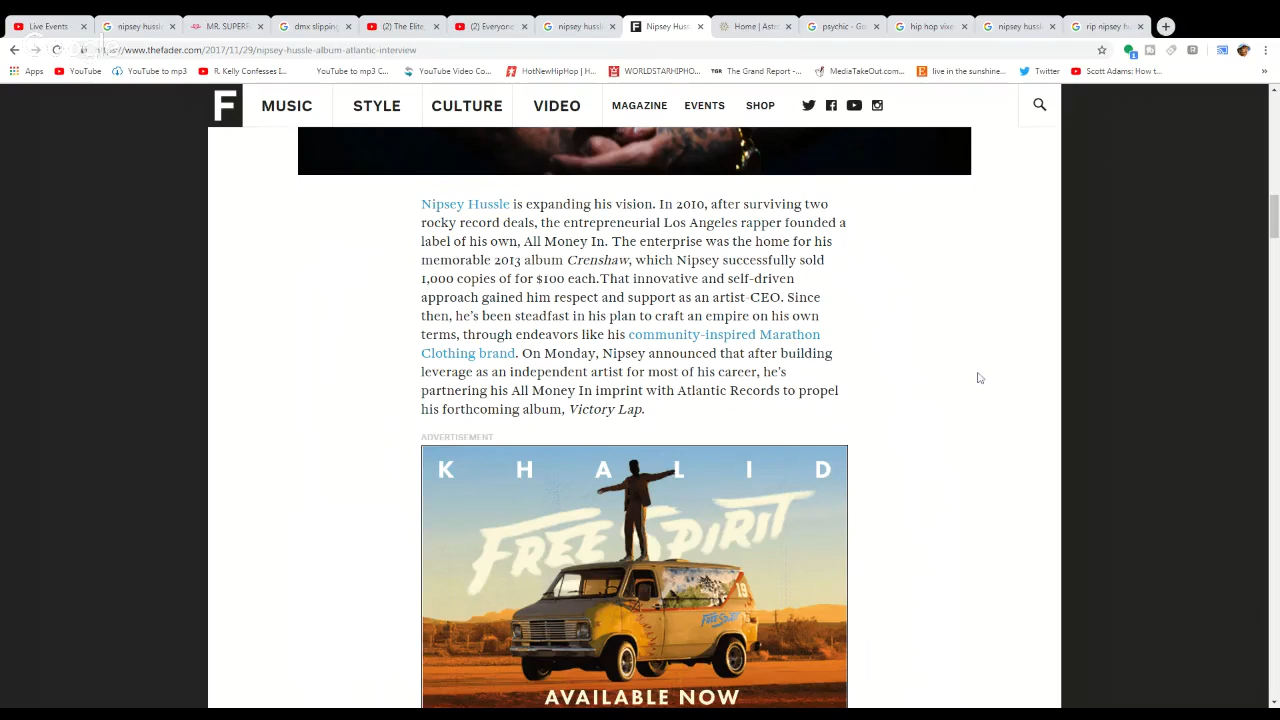 Live Events -
nipsey hussle
MR. SUPERF
dmx slipping
(2) The Elite
(2) Everyone
nipsey hussle
Nipsey Huss
Home | Astro
psychic - Go
hip hop vixe
nipsey hussle
rip nipsey hu
https://www.thefader.com/2017/11/29/nipsey-hussle-album-atlantic-interview
Apps
YouTube
YouTube to mp3
R. Kelly Confesses I...
YouTube to mp3 C...
YouTube Video Co...
HotNewHipHop | H...
WORLDSTARHIPHO...
The Grand Report -...
MediaTakeOut.com...
live in the sunshine...
Twitter
Scott Adams: How t...
F
MUSIC
STYLE
CULTURE
VIDEO
MAGAZINE
EVENTS
SHOP
Nipsey Hussle is expanding his vision. In 2010, after surviving two
rocky record deals, the entrepreneurial Los Angeles rapper founded a
label of his own, All Money In. The enterprise was the home for his
memorable 2013 album Crenshaw, which Nipsey successfully sold
1,000 copies of for $100 each.That innovative and self-driven
approach gained him respect and support as an artist-CEO. Since
then, he's been steadfast in his plan to craft an empire on his own
terms, through endeavors like his community-inspired Marathon
Clothing brand. On Monday, Nipsey announced that after building
leverage as an independent artist for most of his career, he's
partnering his All Money In imprint with Atlantic Records to propel
his forthcoming album, Victory Lap.
ADVERTISEMENT
KHALID
FREE SPIRIT
19
FREE SPIRIT
AVAILABLE NOW